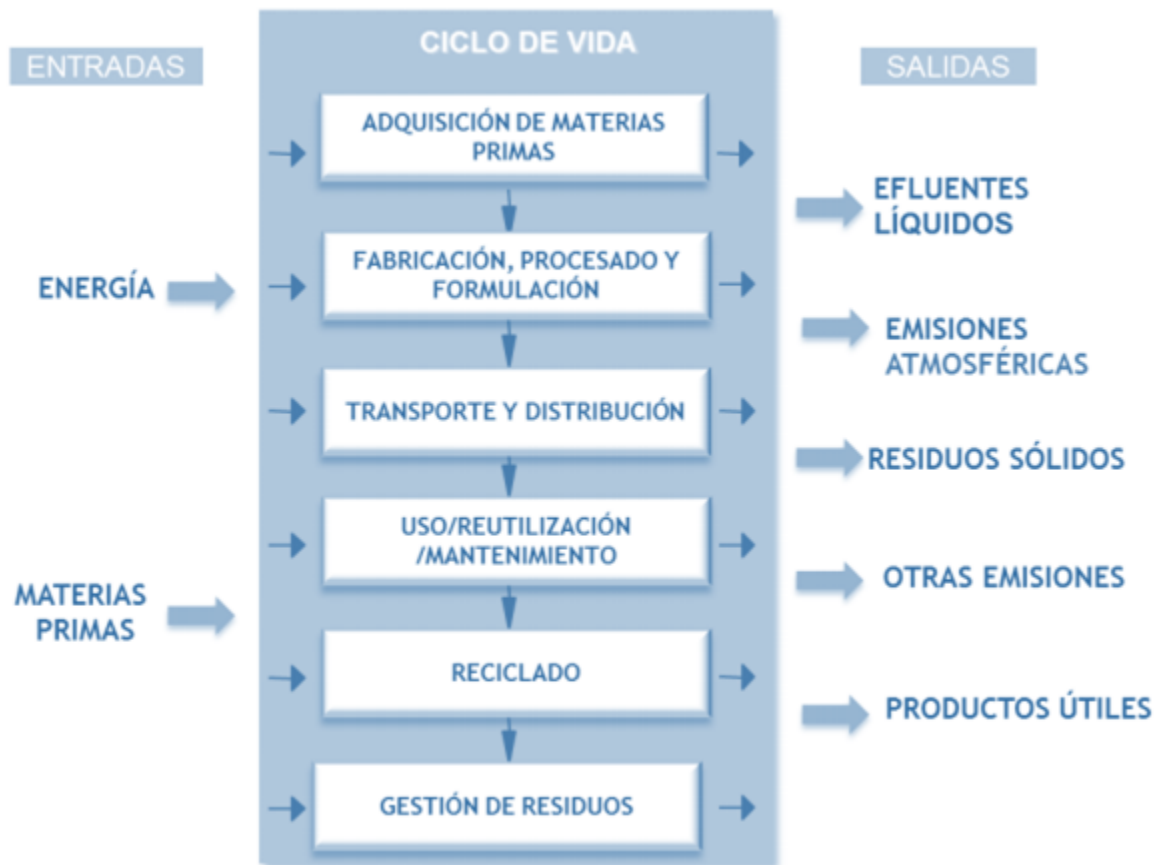 CICLO DE VIDA
ENTRADAS
SALIDAS
ADQUISICIÓN DE MATERIAS
PRIMAS
EFLUENTES
LÍQUIDOS
FABRICACIÓN, PROCESADO Y
FORMULACIÓN
ENERGÍA
EMISIONES
ATMOSFÉRICAS
TRANSPORTE Y DISTRIBUCIÓN
RESIDUOS SÓLIDOS
USO/REUTILIZACIÓN
/MANTENIMIENTO
OTRAS EMISIONES
MATERIAS
PRIMAS
RECICLADO
PRODUCTOS ÚTILES
GESTIÓN DE RESIDUOS